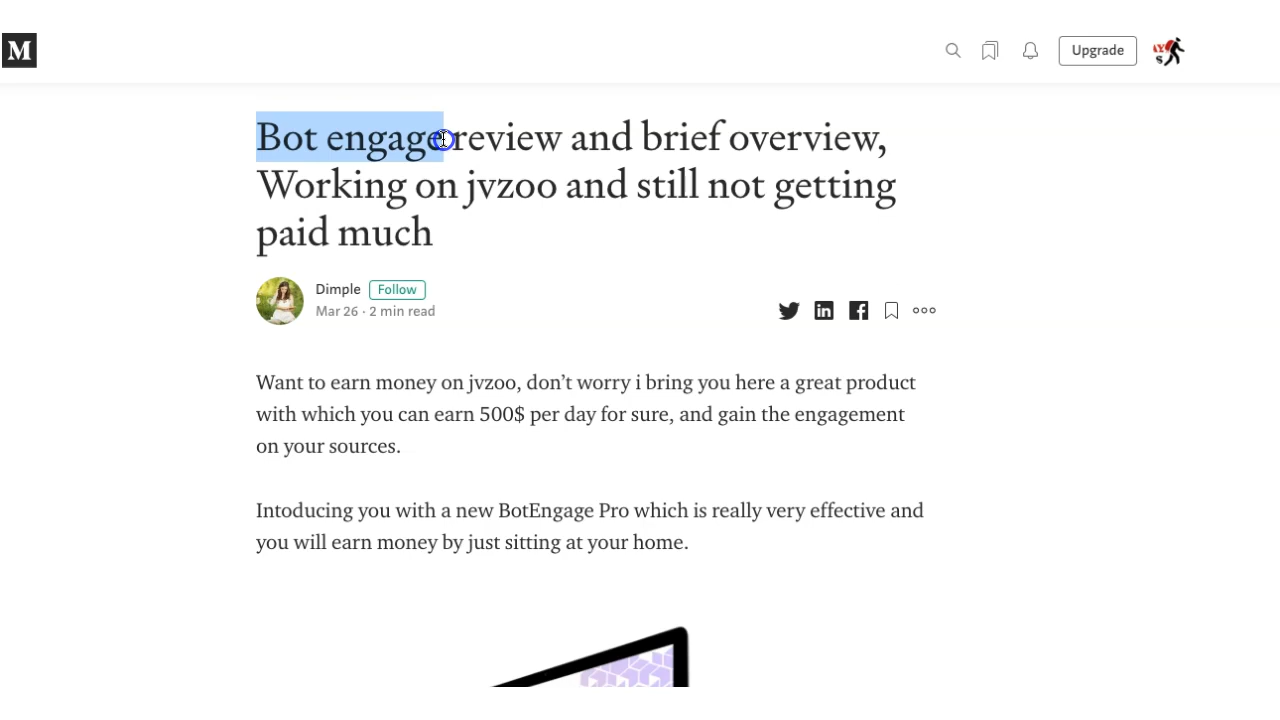 M
Upgrade
Bot engage review and brief overview,
Working on jvzoo and still not getting
paid much
Dimple Follow
Mar 26 · 2 min read
Want to earn money on jvzoo, don’t worry i bring you here a great product
with which you can earn 500$ per day for sure, and gain the engagement
on your sources.
Intoducing you with a new BotEngage Pro which is really very effective and
you will earn money by just sitting at your home.